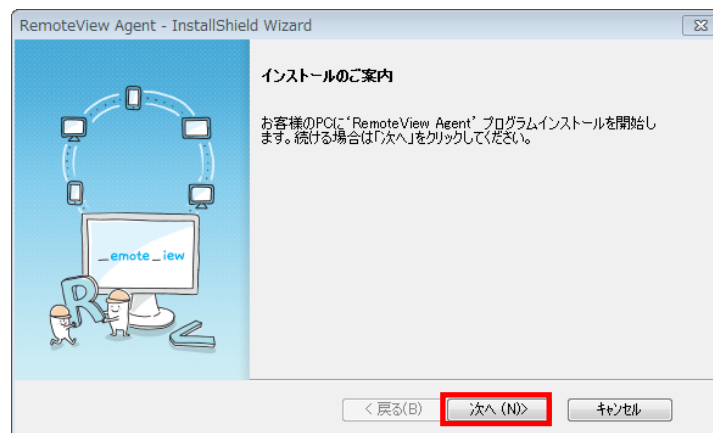 RemoteView Agent - InstallShield Wizard
インストールのご案内
お客様のPCに‘RemoteView Agent’プログラムインストールを開始し
ます。続ける場合は「次へ」をクリックしてください。
_emote_iew
R
V
< 戻る(B)
次へ (N)>
キャンセル